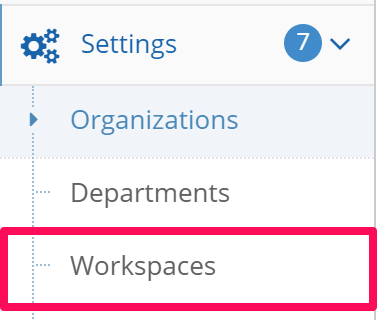 Settings 7
Organizations
Departments
Workspaces